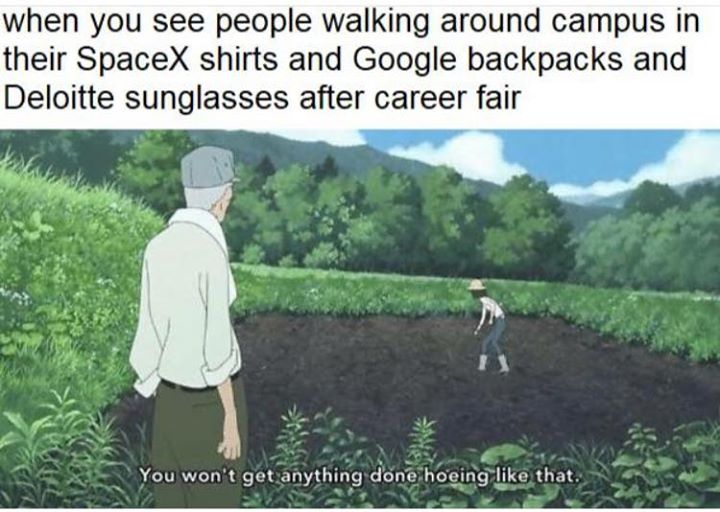 when you see people walking around campus in
their SpaceX shirts and Google backpacks and
Deloitte sunglasses after career fair
You won't get anything done hoeing like that.